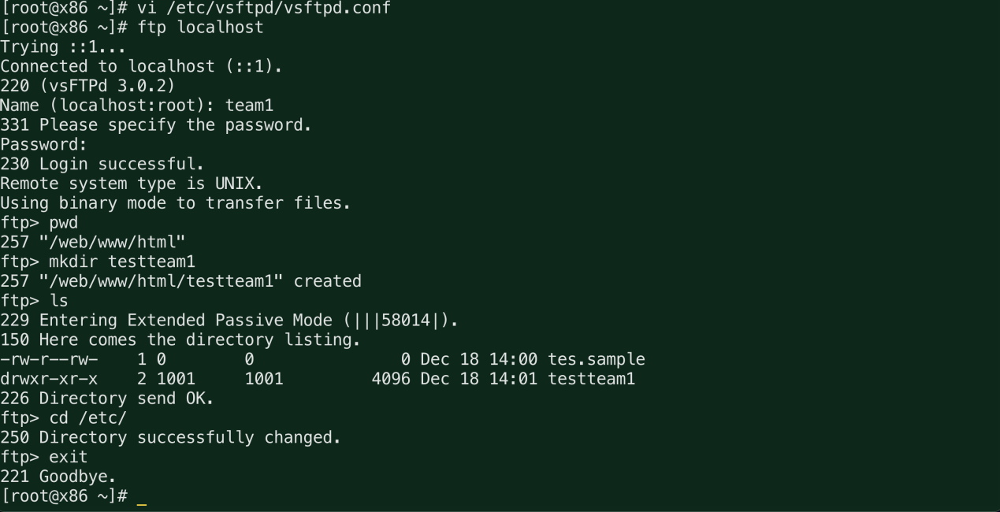 [root@x86 ~]# vi /etc/vsftpd/vsftpd.conf
[root@x86 ~]# ftp localhost
Trying ::1...
Connected to localhost (::1).
220 (vsFTPd 3.0.2)
Name (localhost:root): team1
331 Please specify the password.
Password:
230 Login successful.
Remote system type is UNIX.
Using binary mode to transfer files.
ftp> pwd
257 "/web/www/html"
ftp> mkdir testteam1
257 "/web/www/html/testteam1" created
ftp> ls
229 Entering Extended Passive Mode (|||58014|).
150 Here comes the directory listing.
-rw-r--rw-    1 0        0               0 Dec 18 14:00 tes.sample
drwxr-xr-x    2 1001     1001         4096 Dec 18 14:01 testteam1
226 Directory send OK.
ftp> cd /etc/
250 Directory successfully changed.
ftp> exit
221 Goodbye.
[root@x86 ~]# _